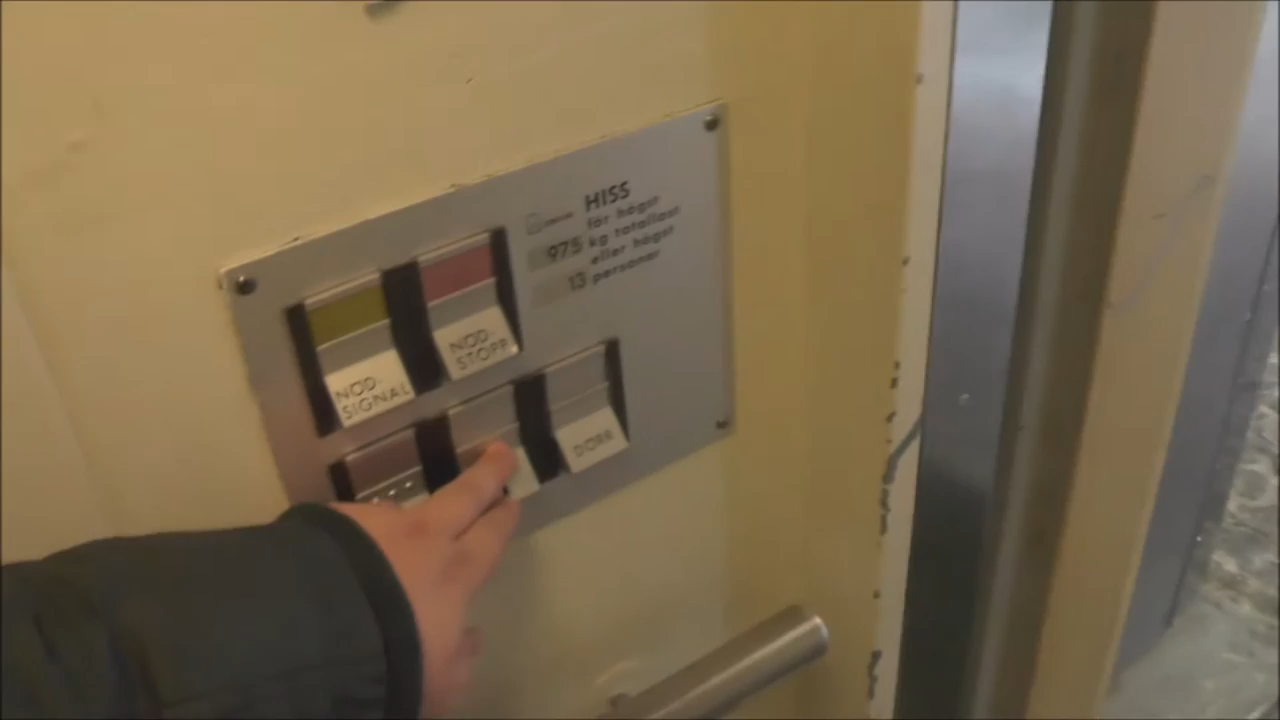 HISS
för högst
975 kg totallast
eller högst
13 personer
NÖD-
SIGNAL
NÖD-
STOPP
DÖRR